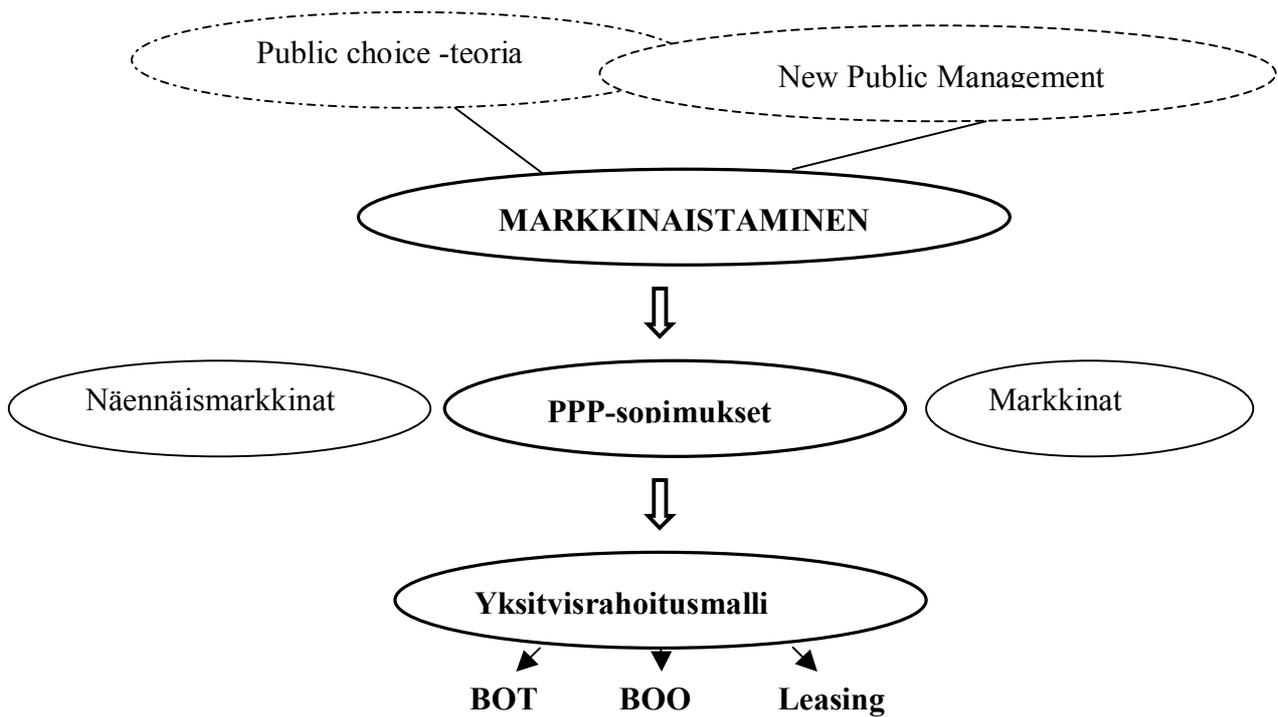 Public choice -teoria
New Public Management
MARKKINAISTAMINEN
Näennäismarkkinat
PPP-sopimukset
Markkinat
Yksityisrahoitusmalli
BOT BOO Leasing